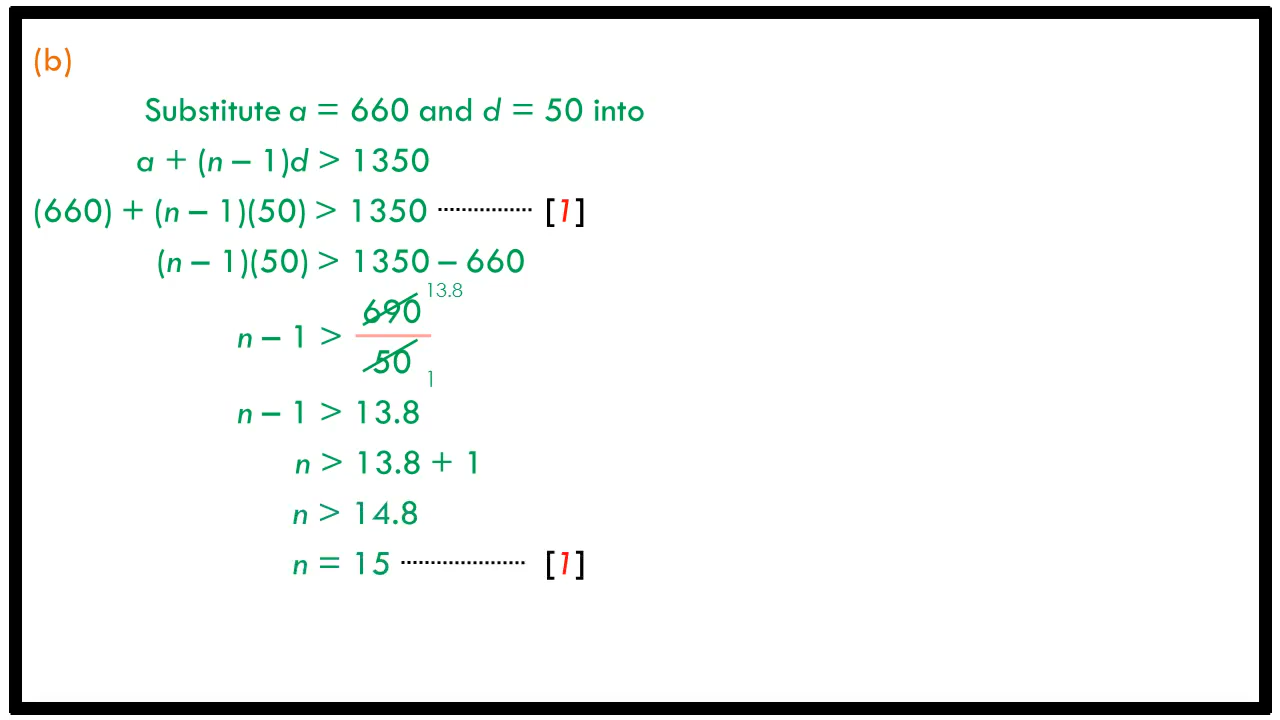 (b)
Substitute a = 660 and d = 50 into
a + (n – 1)d > 1350
(660) + (n – 1)(50) > 1350 ················ [1]
(n – 1)(50) > 1350 – 660
13.8
690
n – 1 >
50
1
n – 1 > 13.8
n > 13.8 + 1
n > 14.8
n = 15 ····················· [1]